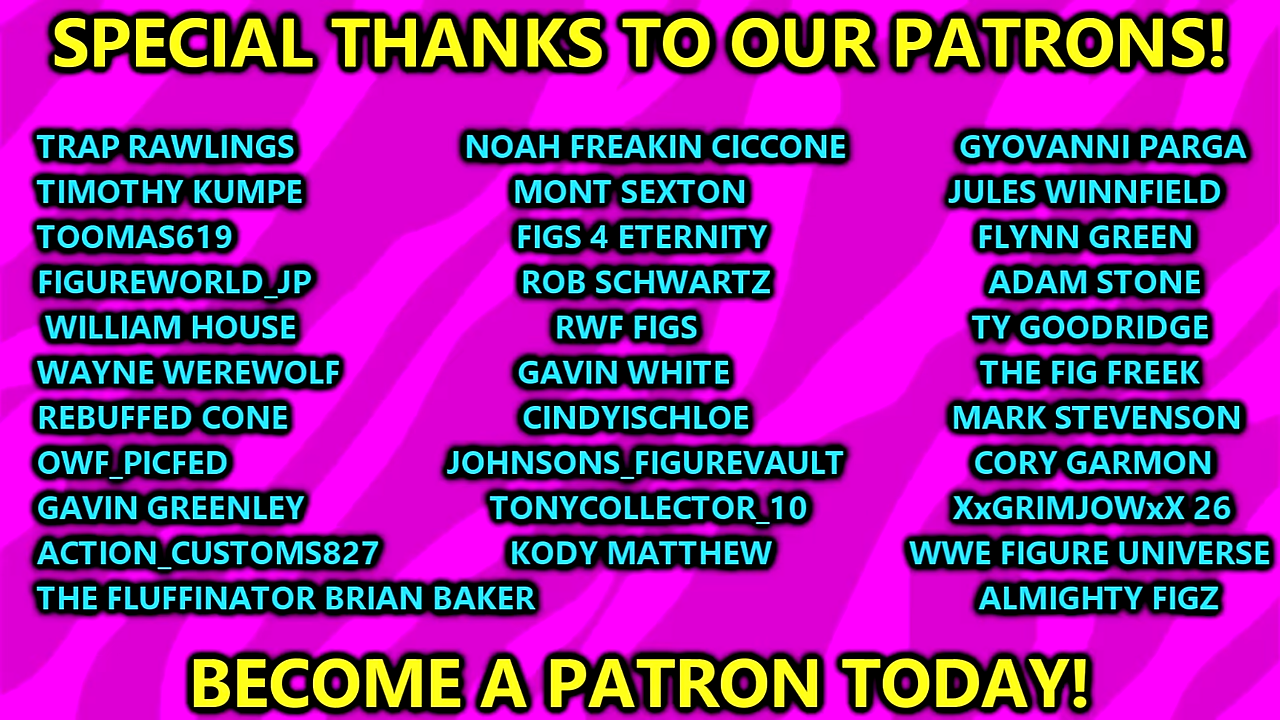 SPECIAL THANKS TO OUR PATRONS!
TRAP RAWLINGS
TIMOTHY KUMPE
TOOMAS619
FIGUREWORLD_JP
WILLIAM HOUSE
WAYNE WEREWOLF
REBUFFED CONE
OWF_PICFED
GAVIN GREENLEY
ACTION_CUSTOMS827
THE FLUFFINATOR BRIAN BAKER
NOAH FREAKIN CICCONE
MONT SEXTON
FIGS 4 ETERNITY
ROB SCHWARTZ
RWF FIGS
GAVIN WHITE
CINDYISCHLOE
JOHNSONS_FIGUREVAULT
TONYCOLLECTOR_10
KODY MATTHEW
GYOVANNI PARGA
JULES WINNFIELD
FLYNN GREEN
ADAM STONE
TY GOODRIDGE
THE FIG FREEK
MARK STEVENSON
CORY GARMON
XxGRIMJOWxX 26
WWE FIGURE UNIVERSE
ALMIGHTY FIGZ
BECOME A PATRON TODAY!